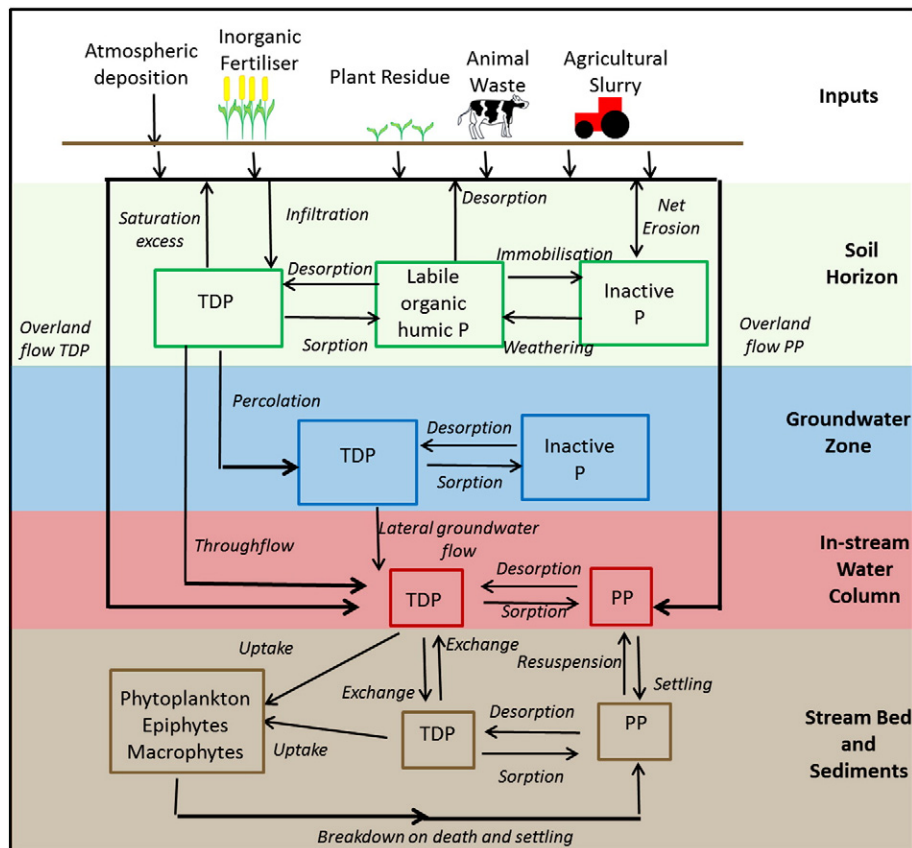 Atmospheric
deposition
Inorganic
Fertiliser
Plant Residue
Animal
Waste
Agricultural
Slurry
Inputs
Saturation
excess
Infiltration
Desorption
Net
Erosion
Soil
Horizon
TDP
Desorption
Sorption
Labile
organic
humic P
Immobilisation
Weathering
Inactive
P
Overland
flow TDP
Overland
flow PP
Percolation
Groundwater
Zone
TDP
Desorption
Sorption
Inactive
P
Throughflow
Lateral groundwater
flow
In-stream
Water
Column
TDP
Desorption
Sorption
PP
Uptake
Exchange
Exchange
Resuspension
Settling
Phytoplankton
Epiphytes
Macrophytes
Uptake
TDP
Desorption
Sorption
PP
Stream Bed
and
Sediments
Breakdown on death and settling